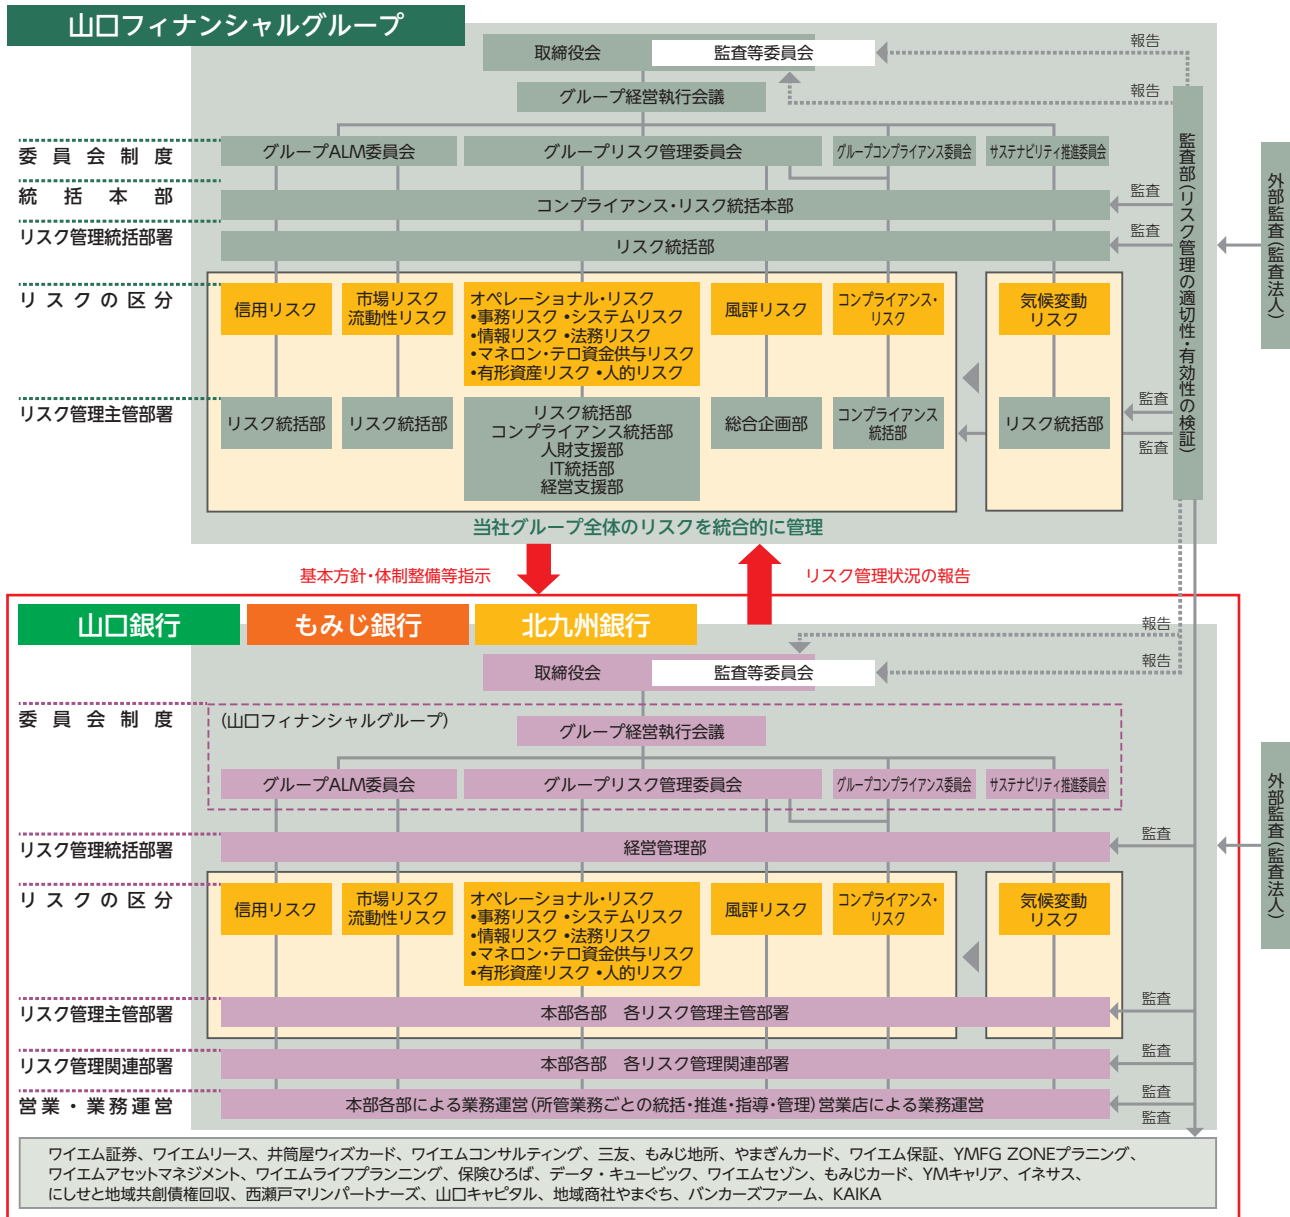 山口フィナンシャルグループ
取締役会
監査等委員会
報告
グループ経営執行会議
報告
委員会制度
グループALM委員会
グループリスク管理委員会
グループコンプライアンス委員会
サステナビリティ推進委員会
統括本部
コンプライアンス・リスク統括本部
監査
リスク管理統括部署
リスク統括部
監査
監査部(リスク管理の適切性・有効性の検証)
外部監査(監査法人)
リスクの区分
信用リスク
市場リスク
流動性リスク
オペレーショナル・リスク
•事務リスク •システムリスク
•情報リスク •法務リスク
•マネロン・テロ資金供与リスク
•有形資産リスク •人的リスク
風評リスク
コンプライアンス・
リスク
気候変動
リスク
リスク管理主管部署
リスク統括部
リスク統括部
リスク統括部
コンプライアンス統括部
人財支援部
IT統括部
経営支援部
総合企画部
コンプライアンス
統括部
リスク統括部
監査
監査
当社グループ全体のリスクを統合的に管理
基本方針・体制整備等指示
リスク管理状況の報告
山口銀行
もみじ銀行
北九州銀行
報告
取締役会
監査等委員会
報告
委員会制度
(山口フィナンシャルグループ)
グループ経営執行会議
グループALM委員会
グループリスク管理委員会
グループコンプライアンス委員会
サステナビリティ推進委員会
リスク管理統括部署
経営管理部
監査
外部監査(監査法人)
リスクの区分
信用リスク
市場リスク
流動性リスク
オペレーショナル・リスク
•事務リスク •システムリスク
•情報リスク •法務リスク
•マネロン・テロ資金供与リスク
•有形資産リスク •人的リスク
風評リスク
コンプライアンス・
リスク
気候変動
リスク
リスク管理主管部署
本部各部　各リスク管理主管部署
監査
リスク管理関連部署
本部各部　各リスク管理関連部署
監査
営業・業務運営
本部各部による業務運営(所管業務ごとの統括・推進・指導・管理)営業店による業務運営
監査
監査
ワイエム証券、ワイエムリース、井筒屋ウィズカード、ワイエムコンサルティング、三友、もみじ地所、やまぎんカード、ワイエム保証、YMFG ZONEプラニング、
ワイエムアセットマネジメント、ワイエムライフプランニング、保険ひろば、データ・キュービック、ワイエムセゾン、もみじカード、YMキャリア、イネサス、
にしせと地域共創債権回収、西瀬戸マリンパートナーズ、山口キャピタル、地域商社やまぐち、バンカーズファーム、KAIKA